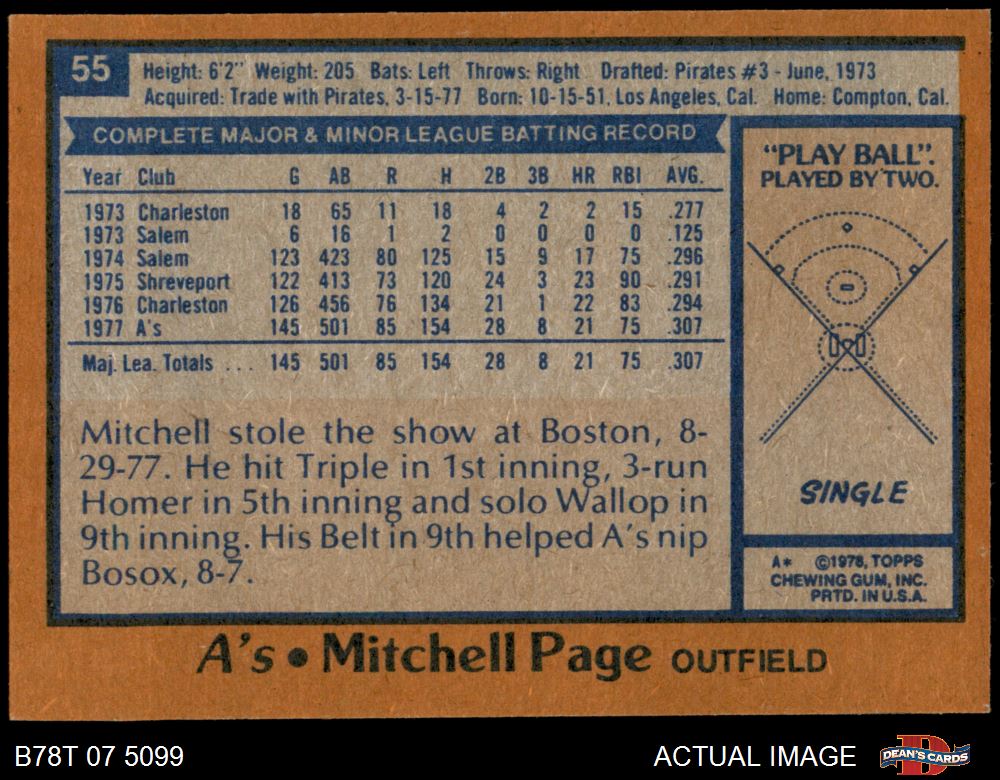 55
Height: 6'2" Weight: 205 Bats: Left Throws: Right Drafted: Pirates #3 - June, 1973
Acquired: Trade with Pirates, 3-15-77 Born: 10-15-51, Los Angeles, Cal. Home: Compton, Cal.
COMPLETE MAJOR & MINOR LEAGUE BATTING RECORD
Year Club G AB R H 2B 3B HR RBI AVG.
1973 Charleston 18 65 11 18 4 2 2 15 .277
1973 Salem 6 16 1 2 0 0 0 0 .125
1974 Salem 123 423 80 125 15 9 17 75 .296
1975 Shreveport 122 413 73 120 24 3 23 90 .291
1976 Charleston 126 456 76 134 21 1 22 83 .294
1977 A's 145 501 85 154 28 8 21 75 .307
Maj. Lea. Totals ... 145 501 85 154 28 8 21 75 .307
Mitchell stole the show at Boston, 8-
29-77. He hit Triple in 1st inning, 3-run
Homer in 5th inning and solo Wallop in
9th inning. His Belt in 9th helped A's nip
Bosox, 8-7.
"PLAY BALL".
PLAYED BY TWO.
SINGLE
A* ©1978, TOPPS
CHEWING GUM, INC.
PRTD. IN U.S.A.
A's • Mitchell Page OUTFIELD
B78T 07 5099
ACTUAL IMAGE
D
DEAN'S CARDS